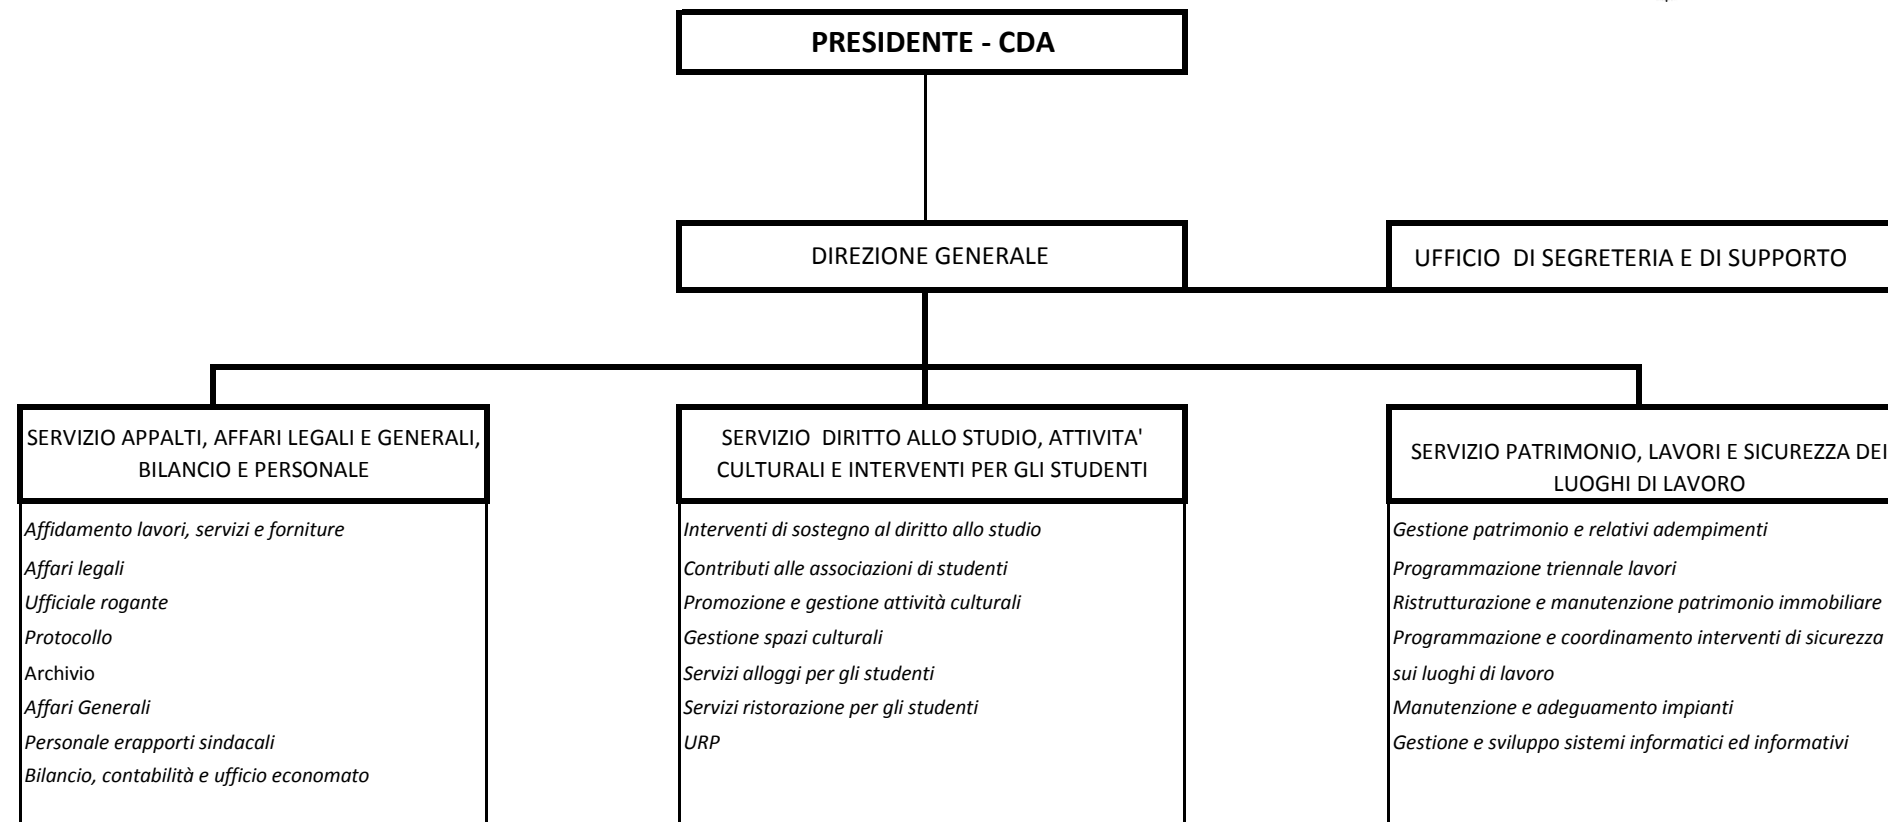 PRESIDENTE - CDA
DIREZIONE GENERALE
UFFICIO DI SEGRETERIA E DI SUPPORTO
SERVIZIO APPALTI, AFFARI LEGALI E GENERALI,
BILANCIO E PERSONALE
Affidamento lavori, servizi e forniture
Affari legali
Ufficiale rogante
Protocollo
Archivio
Affari Generali
Personale erapporti sindacali
Bilancio, contabilità e ufficio economato
SERVIZIO DIRITTO ALLO STUDIO, ATTIVITA'
CULTURALI E INTERVENTI PER GLI STUDENTI
Interventi di sostegno al diritto allo studio
Contributi alle associazioni di studenti
Promozione e gestione attività culturali
Gestione spazi culturali
Servizi alloggi per gli studenti
Servizi ristorazione per gli studenti
URP
SERVIZIO PATRIMONIO, LAVORI E SICUREZZA DEI
LUOGHI DI LAVORO
Gestione patrimonio e relativi adempimenti
Programmazione triennale lavori
Ristrutturazione e manutenzione patrimonio immobiliare
Programmazione e coordinamento interventi di sicurezza
sui luoghi di lavoro
Manutenzione e adeguamento impianti
Gestione e sviluppo sistemi informatici ed informativi